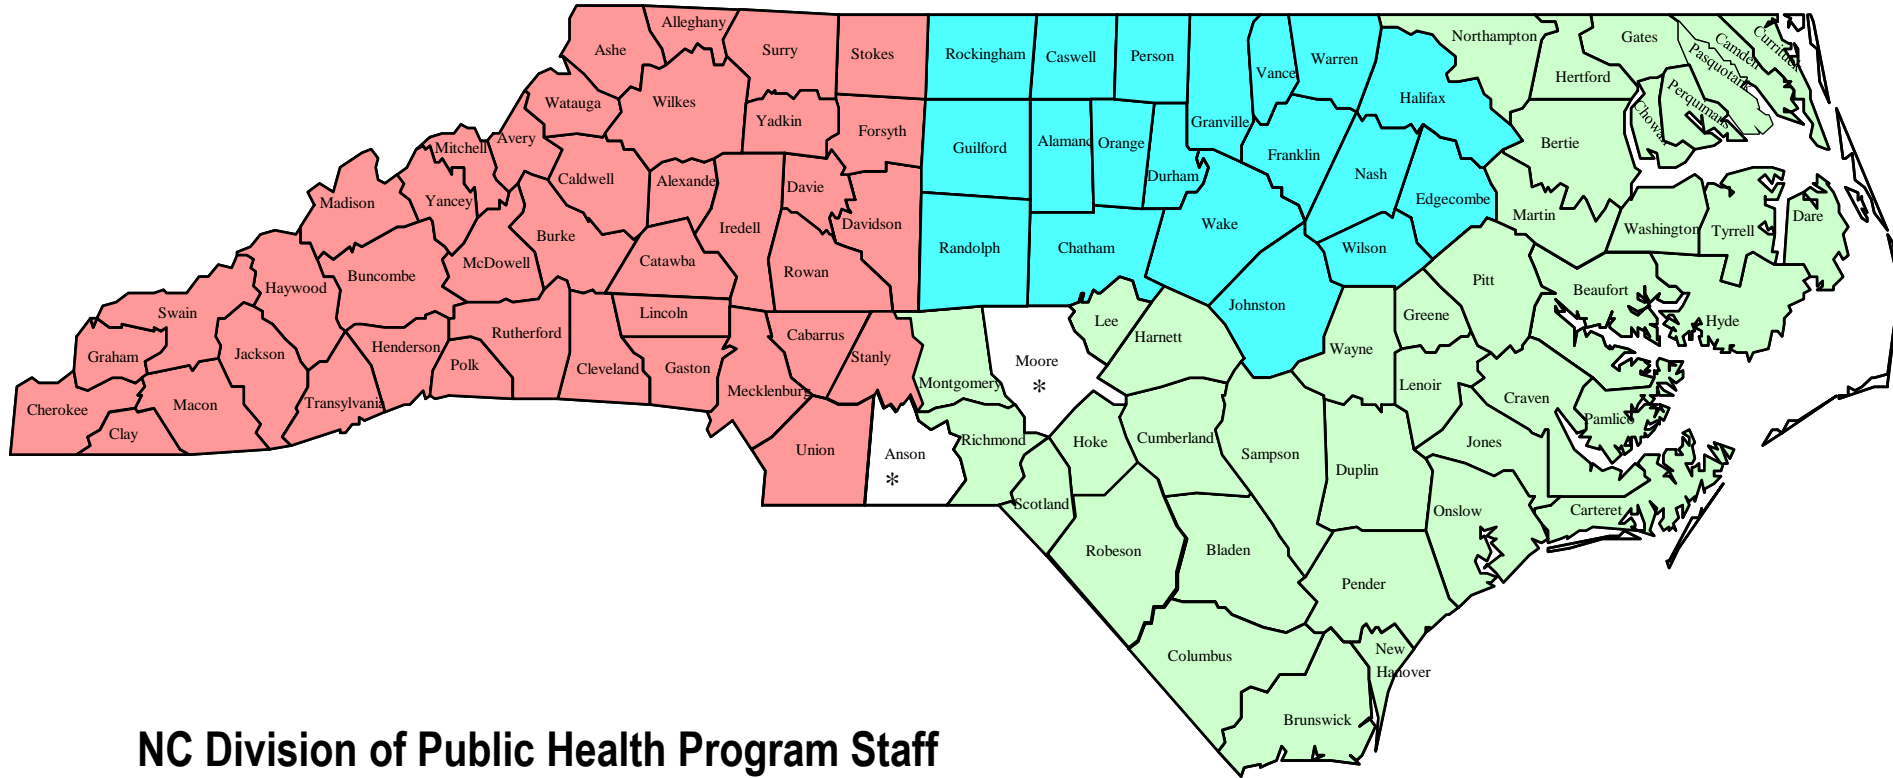 Alleghany
Ashe
Surry
Stokes
Rockingham
Caswell
Person
Vance
Warren
Northampton
Gates
Camden
Currituck
Pasquotank
Hertford
Perquimans
Chowan
Watauga
Wilkes
Yadkin
Forsyth
Halifax
Granville
Mitchell
Avery
Guilford
Alamanc
Orange
Franklin
Bertie
Caldwell
Alexande
Davie
Durham
Nash
Madison
Yancey
Edgecombe
Burke
Iredell
Davidson
Wake
Martin
Washington
Tyrrell
Dare
McDowell
Catawba
Rowan
Randolph
Chatham
Wilson
Buncombe
Haywood
Pitt
Beaufort
Swain
Lincoln
Johnston
Greene
Hyde
Rutherford
Lee
Harnett
Graham
Jackson
Henderson
Polk
Cleveland
Gaston
Cabarrus
Stanly
Moore
*
Wayne
Montgomery
Mecklenburg
Lenoir
Craven
Pamlico
Cherokee
Macon
Transylvania
Clay
Union
Anson
*
Richmond
Hoke
Cumberland
Sampson
Duplin
Jones
Scotland
Onslow
Carteret
Robeson
Bladen
Pender
Columbus
New
Hanover
Brunswick
NC Division of Public Health Program Staff